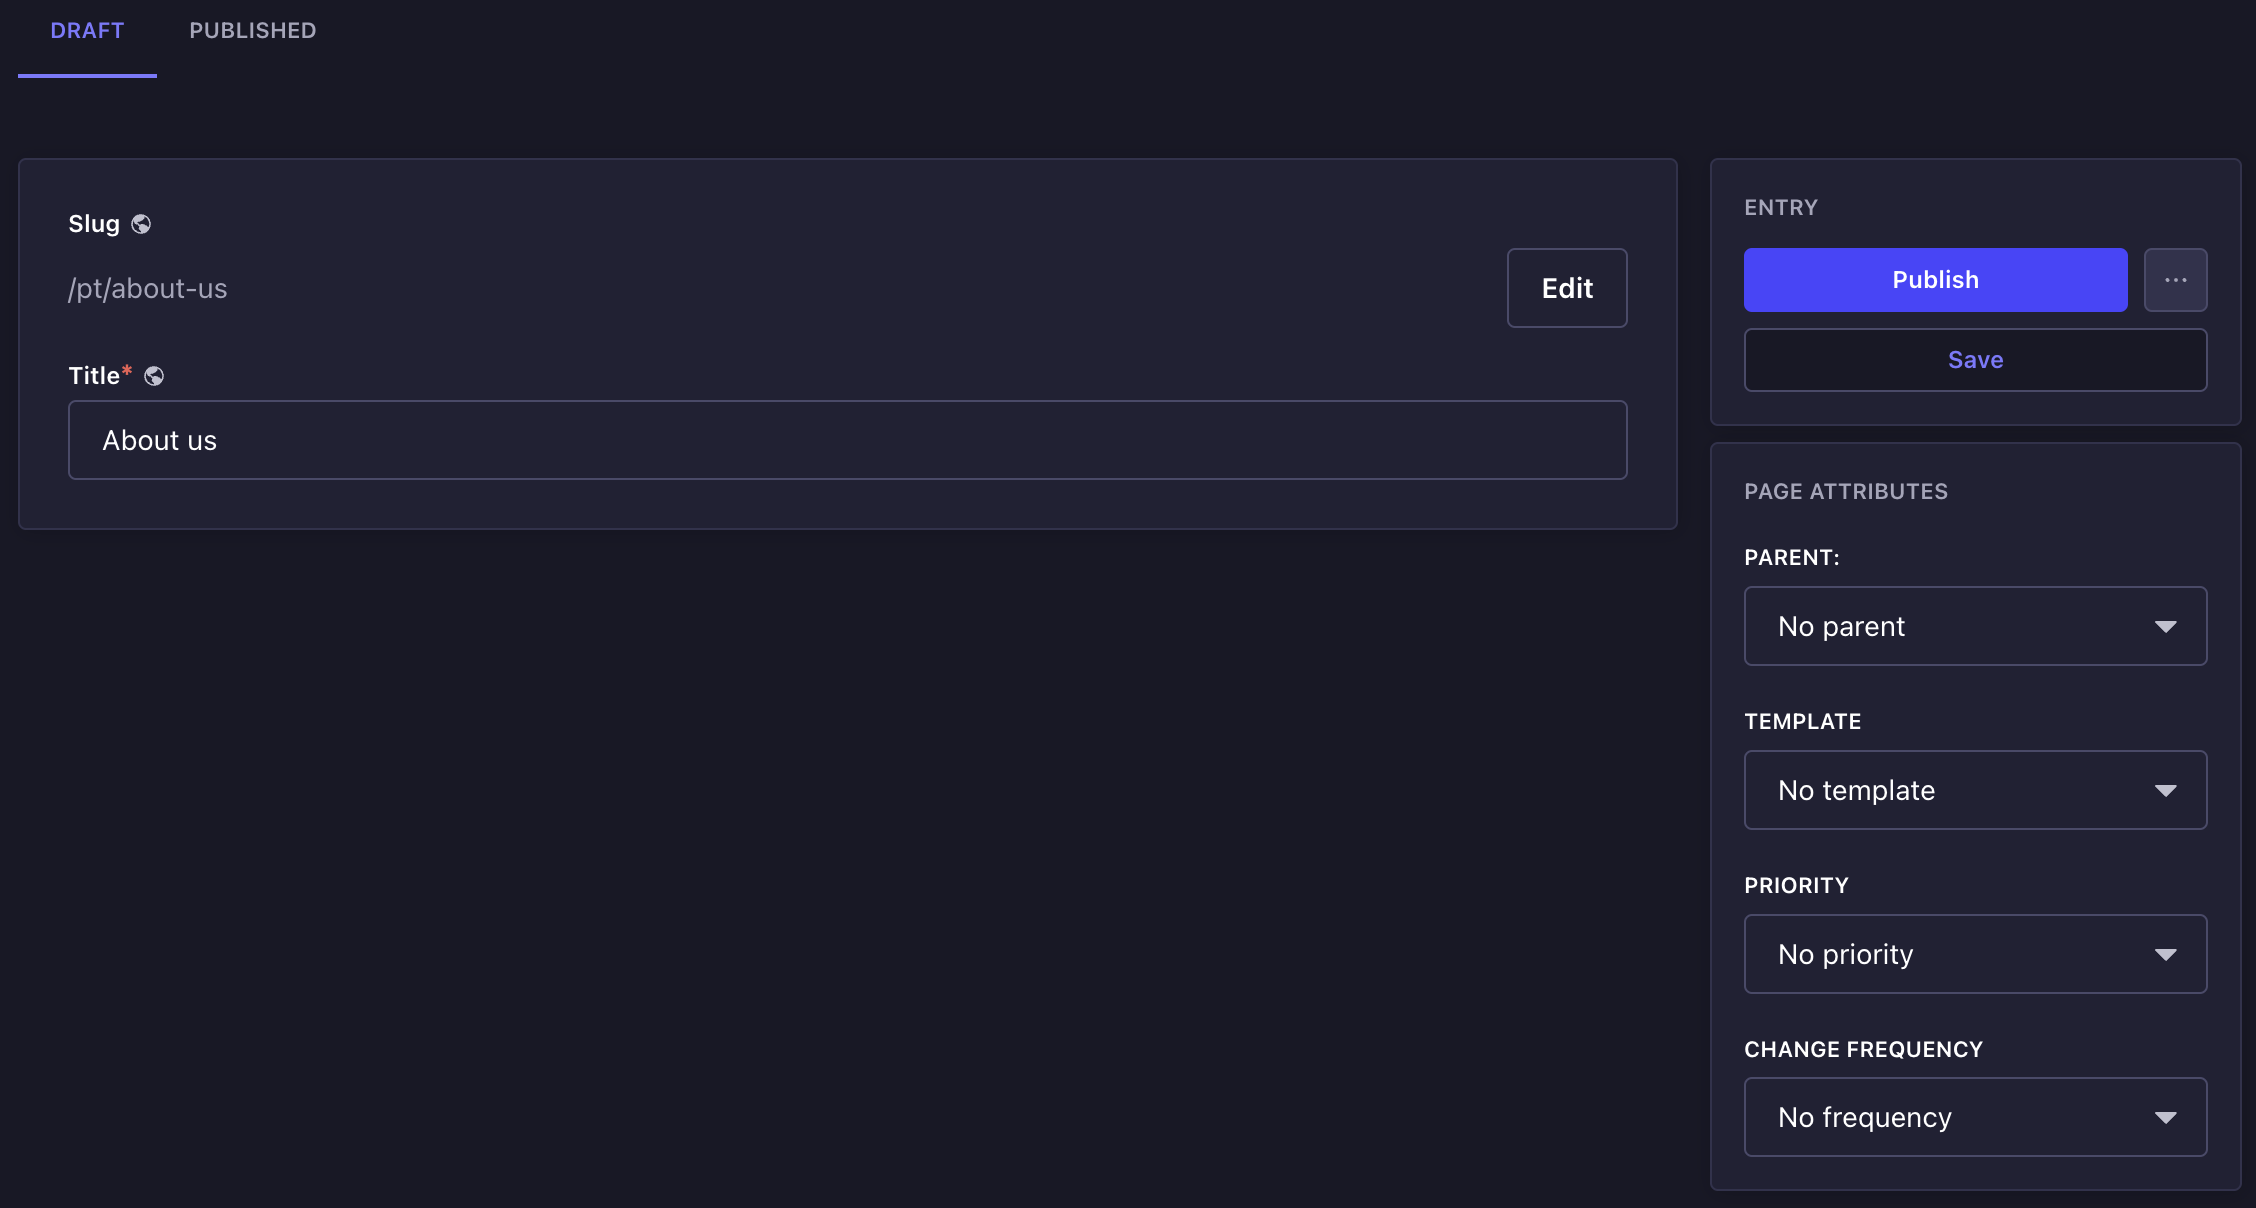 DRAFT PUBLISHED
Slug
/pt/about-us
Edit
Title*
About us
ENTRY
Publish
Save
PAGE ATTRIBUTES
PARENT:
No parent
TEMPLATE
No template
PRIORITY
No priority
CHANGE FREQUENCY
No frequency